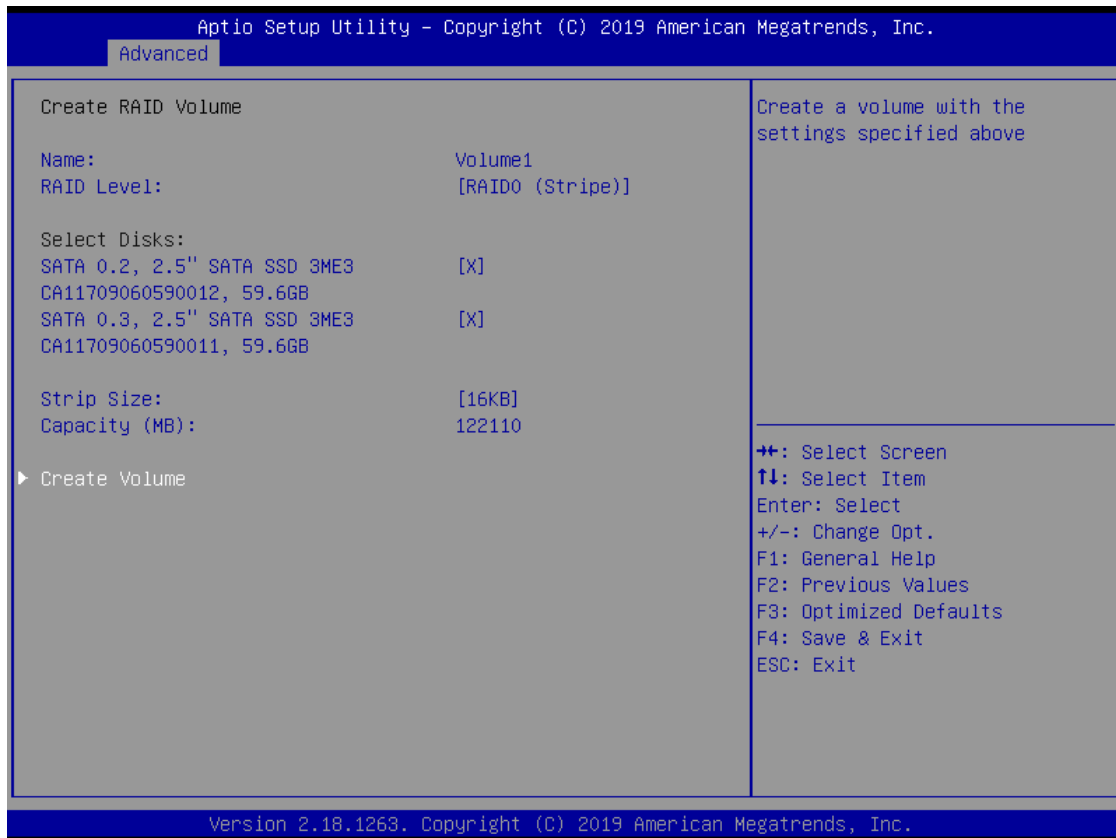 Aptio Setup Utility – Copyright (C) 2019 American Megatrends, Inc.
Advanced
Create RAID Volume
Name: Volume1
RAID Level: [RAID0 (Stripe)]
Select Disks:
SATA 0.2, 2.5'' SATA SSD 3ME3 [X]
CA11709060590012, 59.6GB
SATA 0.3, 2.5'' SATA SSD 3ME3 [X]
CA11709060590011, 59.6GB
Strip Size: [16KB]
Capacity (MB): 122110
▶ Create Volume
Create a volume with the
settings specified above
→←: Select Screen
↑↓: Select Item
Enter: Select
+/-: Change Opt.
F1: General Help
F2: Previous Values
F3: Optimized Defaults
F4: Save & Exit
ESC: Exit
Version 2.18.1263. Copyright (C) 2019 American Megatrends, Inc.